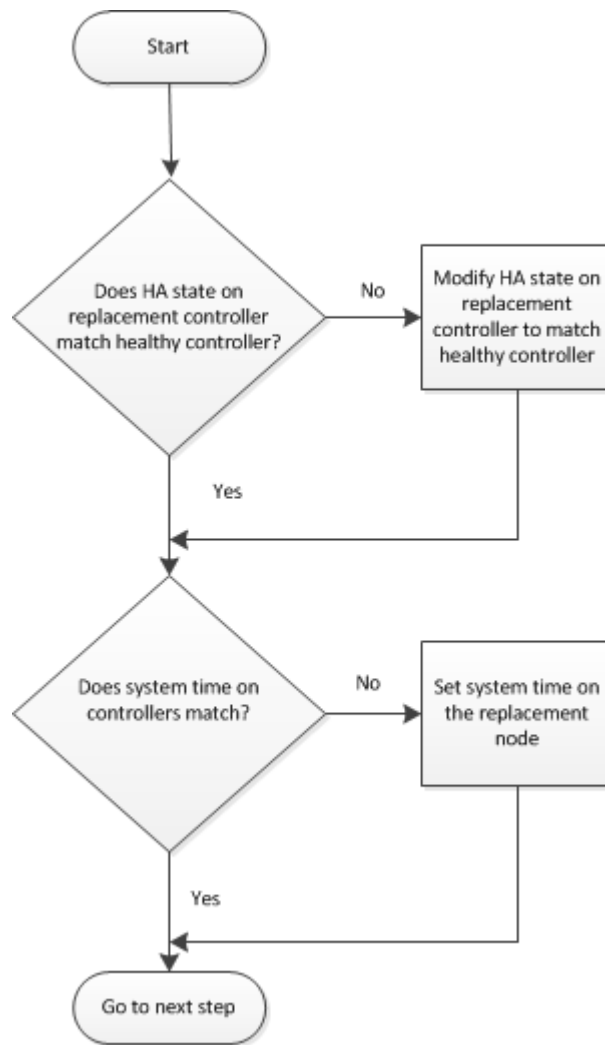 Start
Does HA state on
replacement controller
match healthy controller?
No
Modify HA state on
replacement
controller to match
healthy controller
Yes
Does system time on
controllers match?
No
Set system time on
the replacement
node
Yes
Go to next step